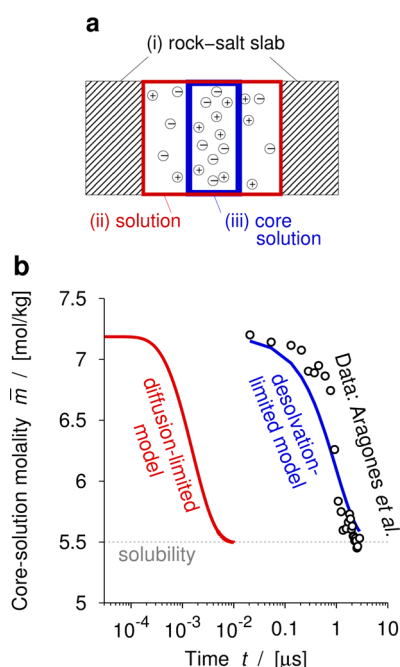 a
(i) rock−salt slab
(ii) solution
(iii) core
solution
b
Core-solution molality m̅ / [mol/kg]
7.5
7
6.5
6
5.5
5
diffusion-limited
model
desolvation-
limited model
Data: Aragones et al.
solubility
10⁻⁴ 10⁻³ 10⁻² 0.1 1 10
Time t / [µs]